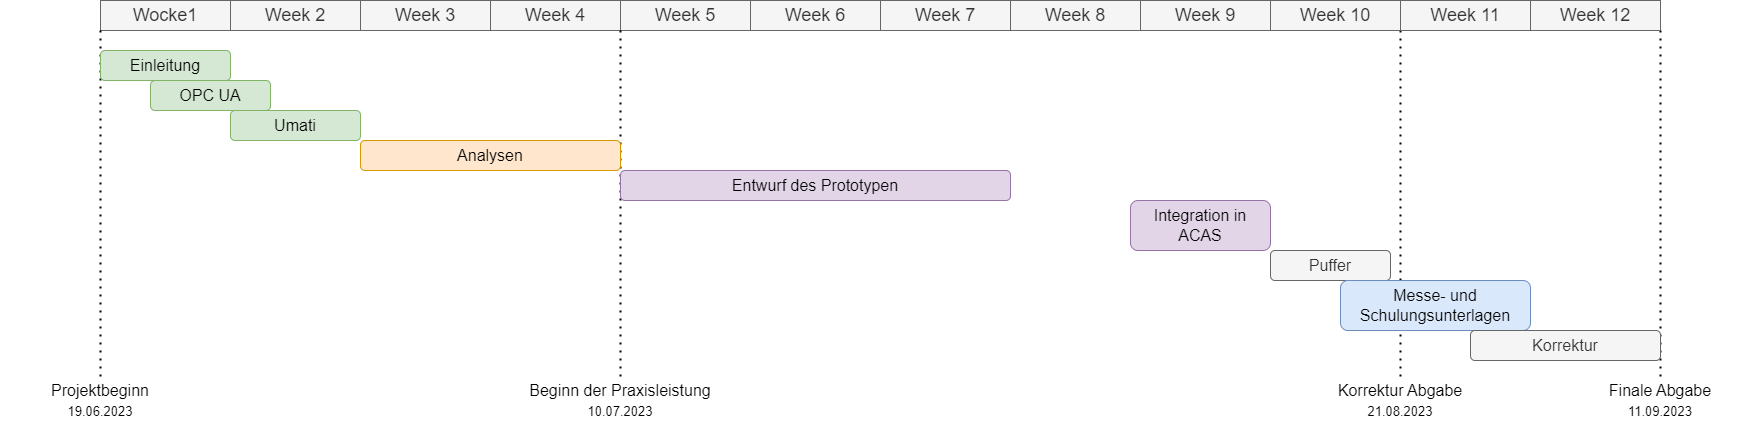 Wocke1 Week 2 Week 3 Week 4 Week 5 Week 6 Week 7 Week 8 Week 9 Week 10 Week 11 Week 12
Einleitung
OPC UA
Umati
Analysen
Entwurf des Prototypen
Integration in
ACAS
Puffer
Messe- und
Schulungsunterlagen
Korrektur
Projektbeginn
19.06.2023
Beginn der Praxisleistung
10.07.2023
Korrektur Abgabe
21.08.2023
Finale Abgabe
11.09.2023